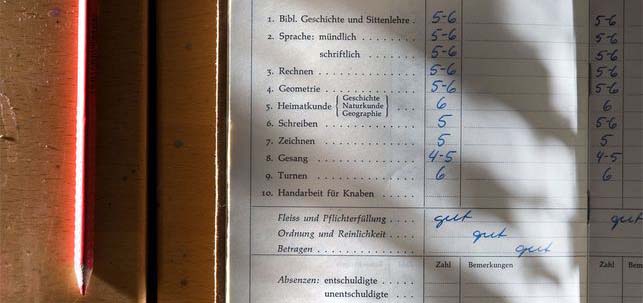 1. Bibl. Geschichte und Sittenlehre . 5-6 5-6
2. Sprache: mündlich . . . . . . . . 5-6 5-6
schriftlich . . . . . . . . 5-6 5-6
3. Rechnen . . . . . . . . . . . . . . 5-6 5-6
4. Geometrie . . . . . . . . . . . . . 5-6 5-6
5. Heimatkunde { Geschichte Naturkunde Geographie } . . . . 6 6
6. Schreiben . . . . . . . . . . . . . 5 5-6
7. Zeichnen . . . . . . . . . . . . . 5 5
8. Gesang . . . . . . . . . . . . . . 4-5 4-5
9. Turnen . . . . . . . . . . . . . . 6 6
10. Handarbeit für Knaben . . . . .
Fleiss und Pflichterfüllung . . . . . gut gut
Ordnung und Reinlichkeit . . . . . gut
Betragen . . . . . . . . . . . . . . gut
Zahl Bemerkungen Zahl Bem
Absenzen: entschuldigte . . . . . .
unentschuldigte . . . .